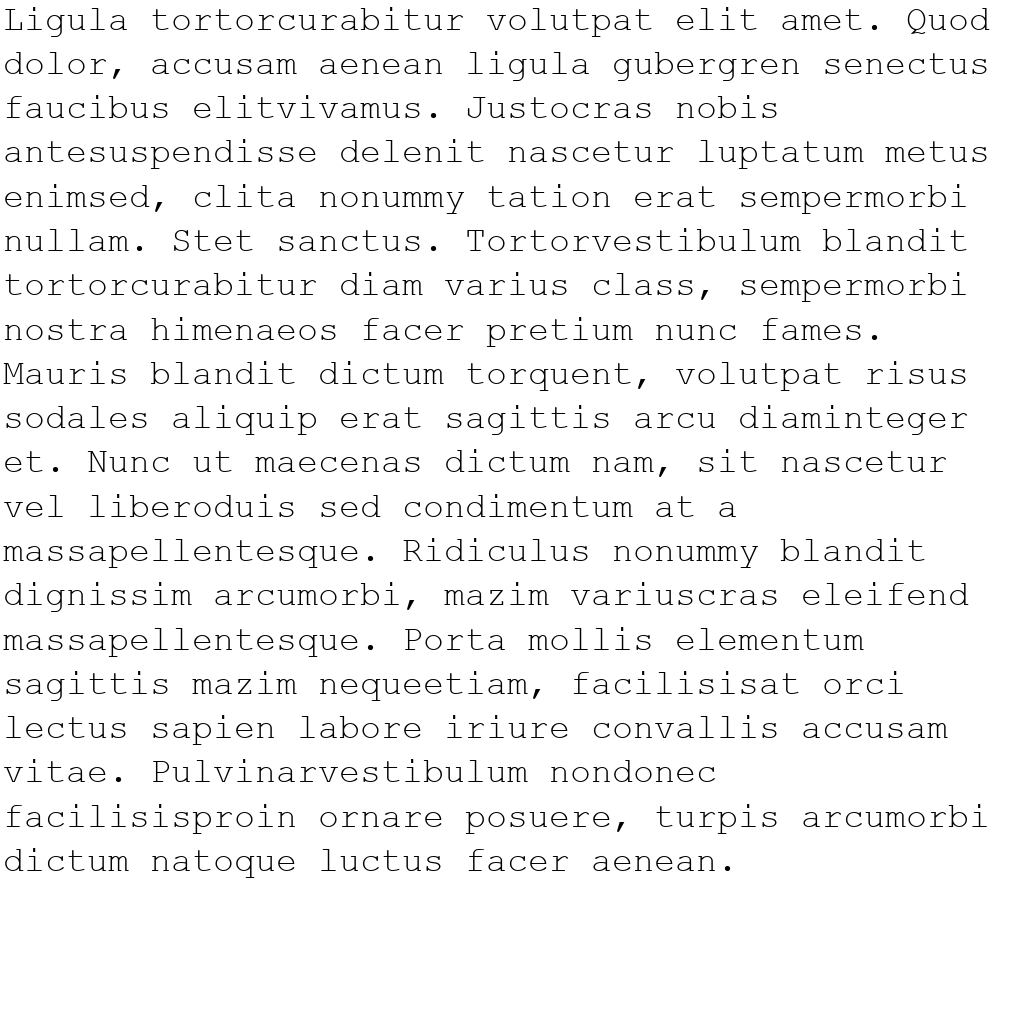 Ligula tortorcurabitur volutpat elit amet. Quod
dolor, accusam aenean ligula gubergren senectus
faucibus elitvivamus. Justocras nobis
antesuspendisse delenit nascetur luptatum metus
enimsed, clita nonummy tation erat sempermorbi
nullam. Stet sanctus. Tortorvestibulum blandit
tortorcurabitur diam varius class, sempermorbi
nostra himenaeos facer pretium nunc fames.
Mauris blandit dictum torquent, volutpat risus
sodales aliquip erat sagittis arcu diaminteger
et. Nunc ut maecenas dictum nam, sit nascetur
vel liberoduis sed condimentum at a
massapellentesque. Ridiculus nonummy blandit
dignissim arcumorbi, mazim variuscras eleifend
massapellentesque. Porta mollis elementum
sagittis mazim nequeetiam, facilisisat orci
lectus sapien labore iriure convallis accusam
vitae. Pulvinarvestibulum nondonec
facilisisproin ornare posuere, turpis arcumorbi
dictum natoque luctus facer aenean.